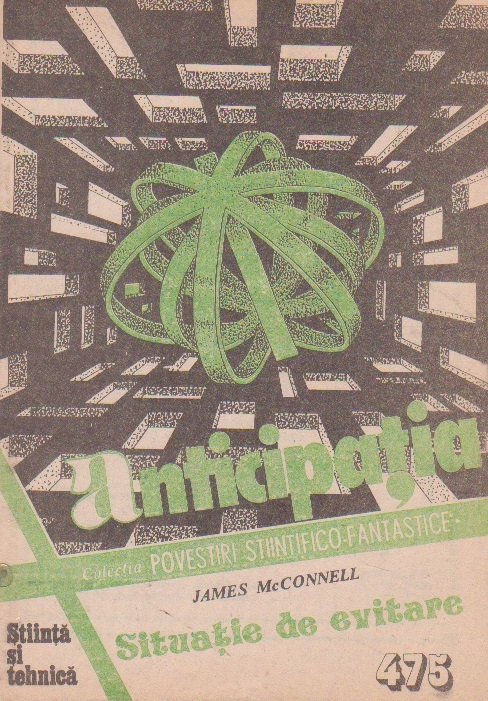 Anticipația
Colecția POVESTIRI ȘTIINȚIFICO-FANTASTICE
JAMES McCONNELL
Situație de evitare
Știință
și
tehnică
475